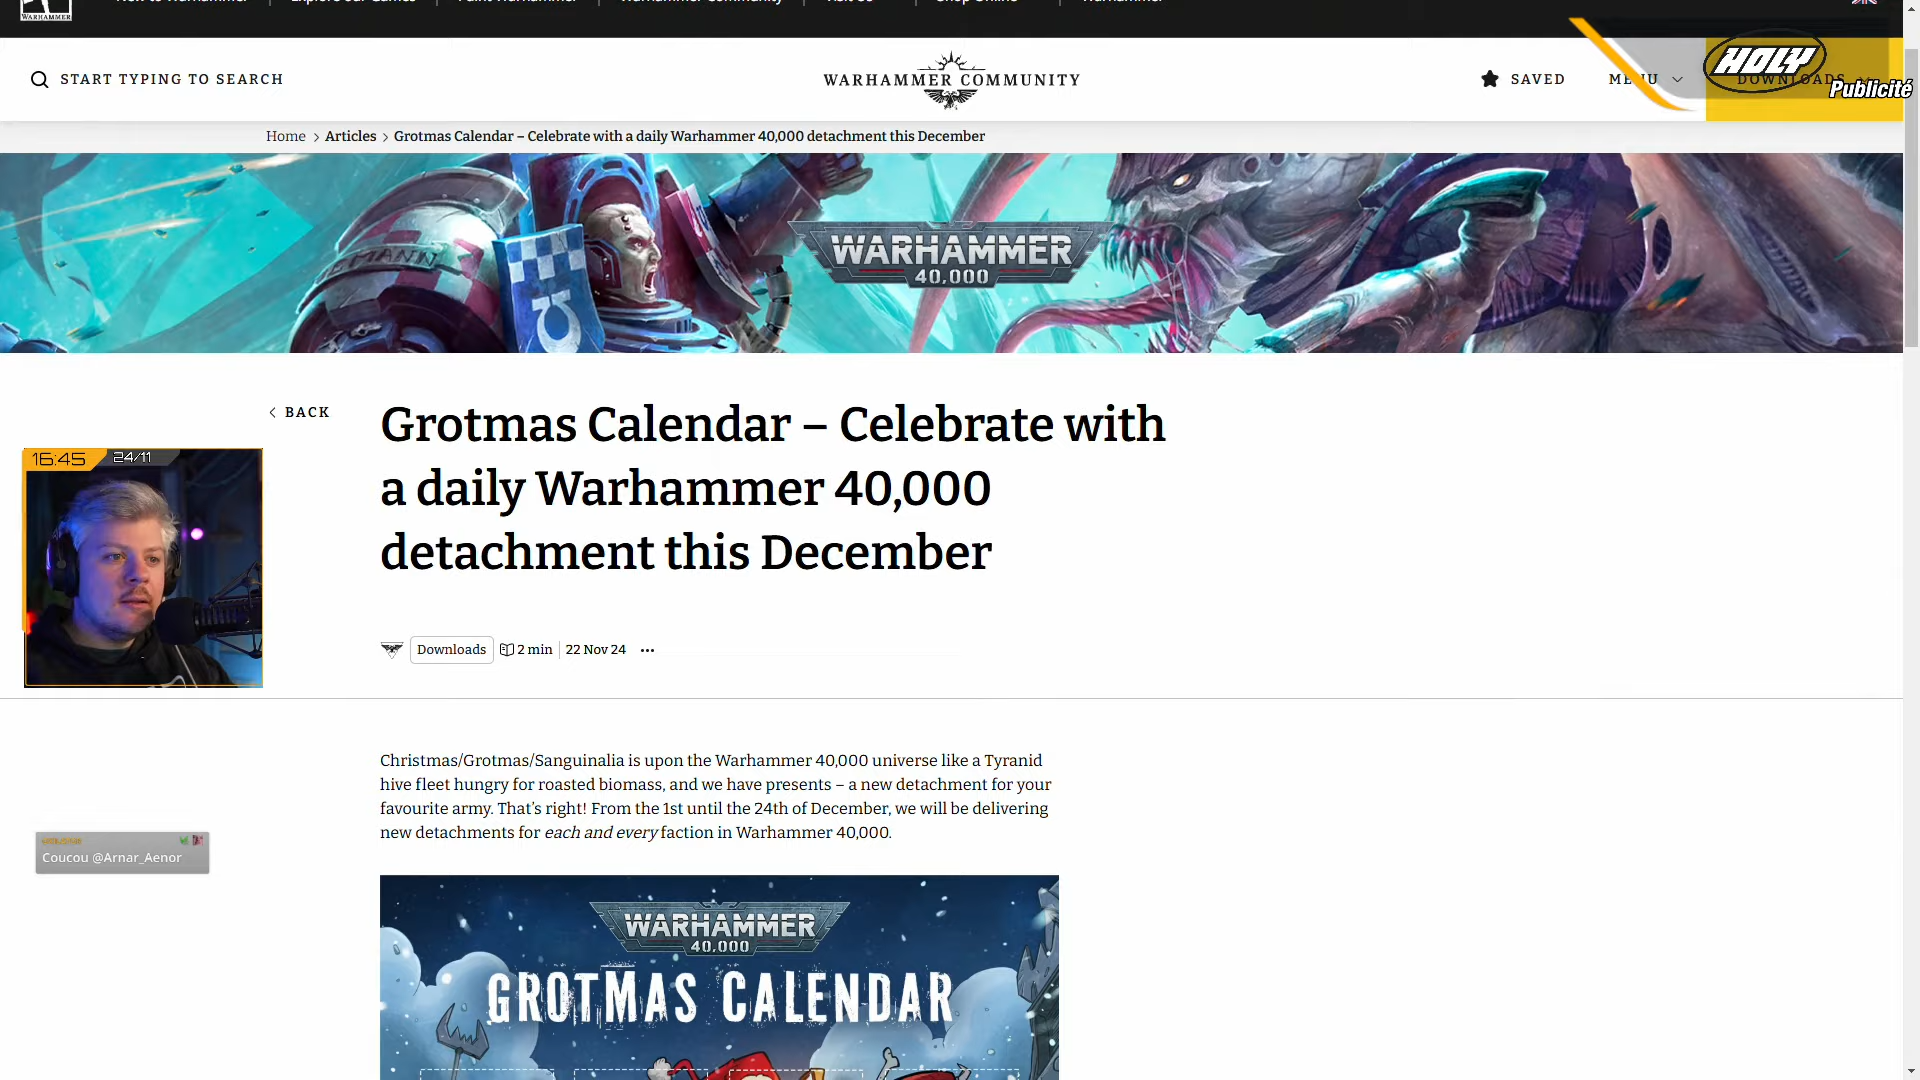 WARHAMMER
START TYPING TO SEARCH
WARHAMMER COMMUNITY
SAVED
MENU
DOWNLOADS
HOLY
Publicité
Home > Articles > Grotmas Calendar – Celebrate with a daily Warhammer 40,000 detachment this December
WARHAMMER
40,000
< BACK
Grotmas Calendar – Celebrate with
a daily Warhammer 40,000
detachment this December
16:45 24/11
Downloads 2 min 22 Nov 24 •••
Christmas/Grotmas/Sanguinalia is upon the Warhammer 40,000 universe like a Tyranid
hive fleet hungry for roasted biomass, and we have presents – a new detachment for your
favourite army. That’s right! From the 1st until the 24th of December, we will be delivering
new detachments for each and every faction in Warhammer 40,000.
Coucou @Arnar_Aenor
WARHAMMER
40,000
GROTMAS CALENDAR